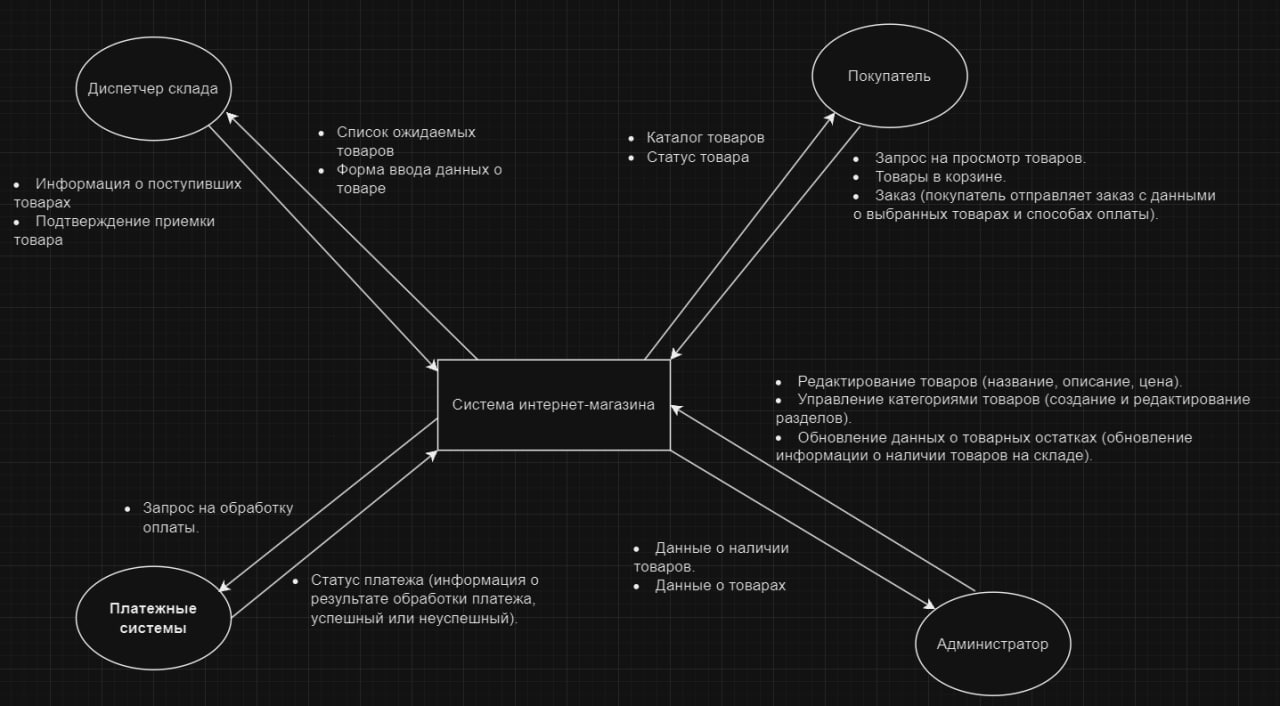 Диспетчер склада
• Список ожидаемых
товаров
• Форма ввода данных о
товаре
• Информация о поступивших
товарах
• Подтверждение приемки
товара
Покупатель
• Каталог товаров
• Статус товара
• Запрос на просмотр товаров.
• Товары в корзине.
• Заказ (покупатель отправляет заказ с данными
о выбранных товарах и способах оплаты).
Система интернет-магазина
• Редактирование товаров (название, описание, цена).
• Управление категориями товаров (создание и редактирование
разделов).
• Обновление данных о товарных остатках (обновление
информации о наличии товаров на складе).
• Запрос на обработку
оплаты.
• Статус платежа (информация о
результате обработки платежа,
успешный или неуспешный).
Платежные
системы
• Данные о наличии
товаров.
• Данные о товарах
Администратор